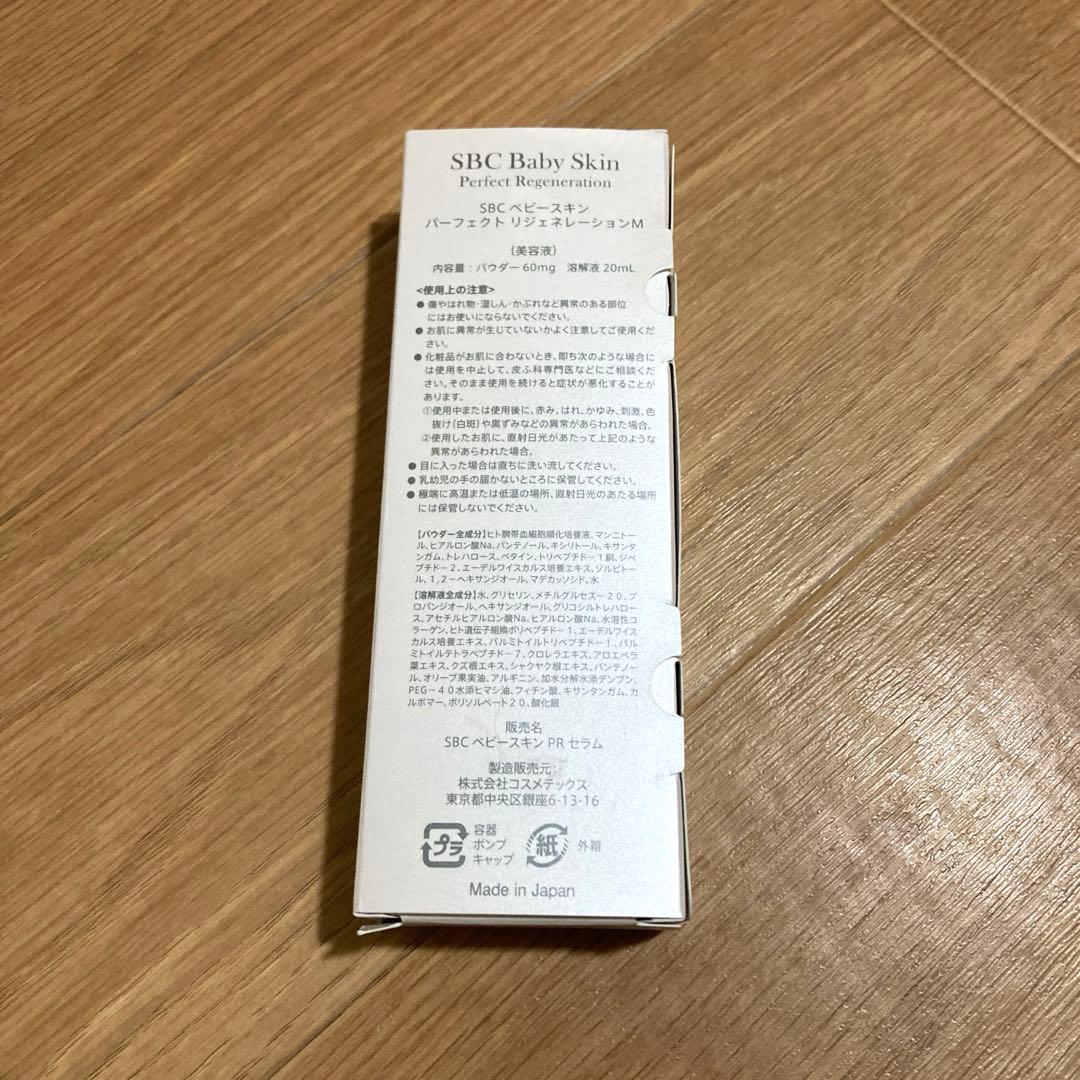 SBC Baby Skin
Perfect Regeneration
SBC ベビースキン
パーフェクト リジェネレーションM
(美容液)
内容量：パウダー 60mg 溶解液 20mL
<使用上の注意>
● 傷やはれ物・湿しん・かぶれなど異常のある部位
にはお使いにならないでください。
● お肌に異常が生じていないかよく注意してご使用くだ
さい。
● 化粧品がお肌に合わないとき、即ち次のような場合に
は使用を中止して、皮ふ科専門医などにご相談くだ
さい。そのまま使用を続けると症状が悪化することが
あります。
①使用中または使用後に、赤み、はれ、かゆみ、刺激、色
抜け(白斑)や黒ずみなどの異常があらわれた場合。
②使用したお肌に、直射日光があたって上記のような
異常があらわれた場合。
● 目に入った場合は直ちに洗い流してください。
● 乳幼児の手の届かないところに保管してください。
● 極端に高温または低温の場所、直射日光のあたる場所
には保管しないでください。
【パウダー全成分】ヒト臍帯血細胞順化培養液、マンニトー
ル、ヒアルロン酸Na、パンテノール、キシリトール、キサンタ
ンガム、トレハロース、ベタイン、トリペプチド－1銅、ジペ
プチド－2、エーデルワイスカルス培養エキス、ソルビトー
ル、1,2－ヘキサンジオール、マデカッソシド、水
【溶解液全成分】水、グリセリン、メチルグルセス－20、プ
ロパンジオール、ヘキサンジオール、グリコシルトレハロー
ス、アセチルヒアルロン酸Na、ヒアルロン酸Na、水溶性コ
ラーゲン、ヒト遺伝子組換ポリペプチド－1、エーデルワイス
カルス培養エキス、パルミトイルトリペプチド－1、パル
ミトイルテトラペプチド－7、クロレラエキス、アロエベラ
葉エキス、クズ根エキス、シャクヤク根エキス、パンテノー
ル、オリーブ果実油、アルギニン、加水分解水添デンプン、
PEG－40水添ヒマシ油、フィチン酸、キサンタンガム、カ
ルボマー、ポリソルベート20、酸化銀
販売名
SBC ベビースキン PR セラム
製造販売元：
株式会社コスメテックス
東京都中央区銀座6-13-16
プラ 容器
ポンプ
キャップ
紙 外箱
Made in Japan